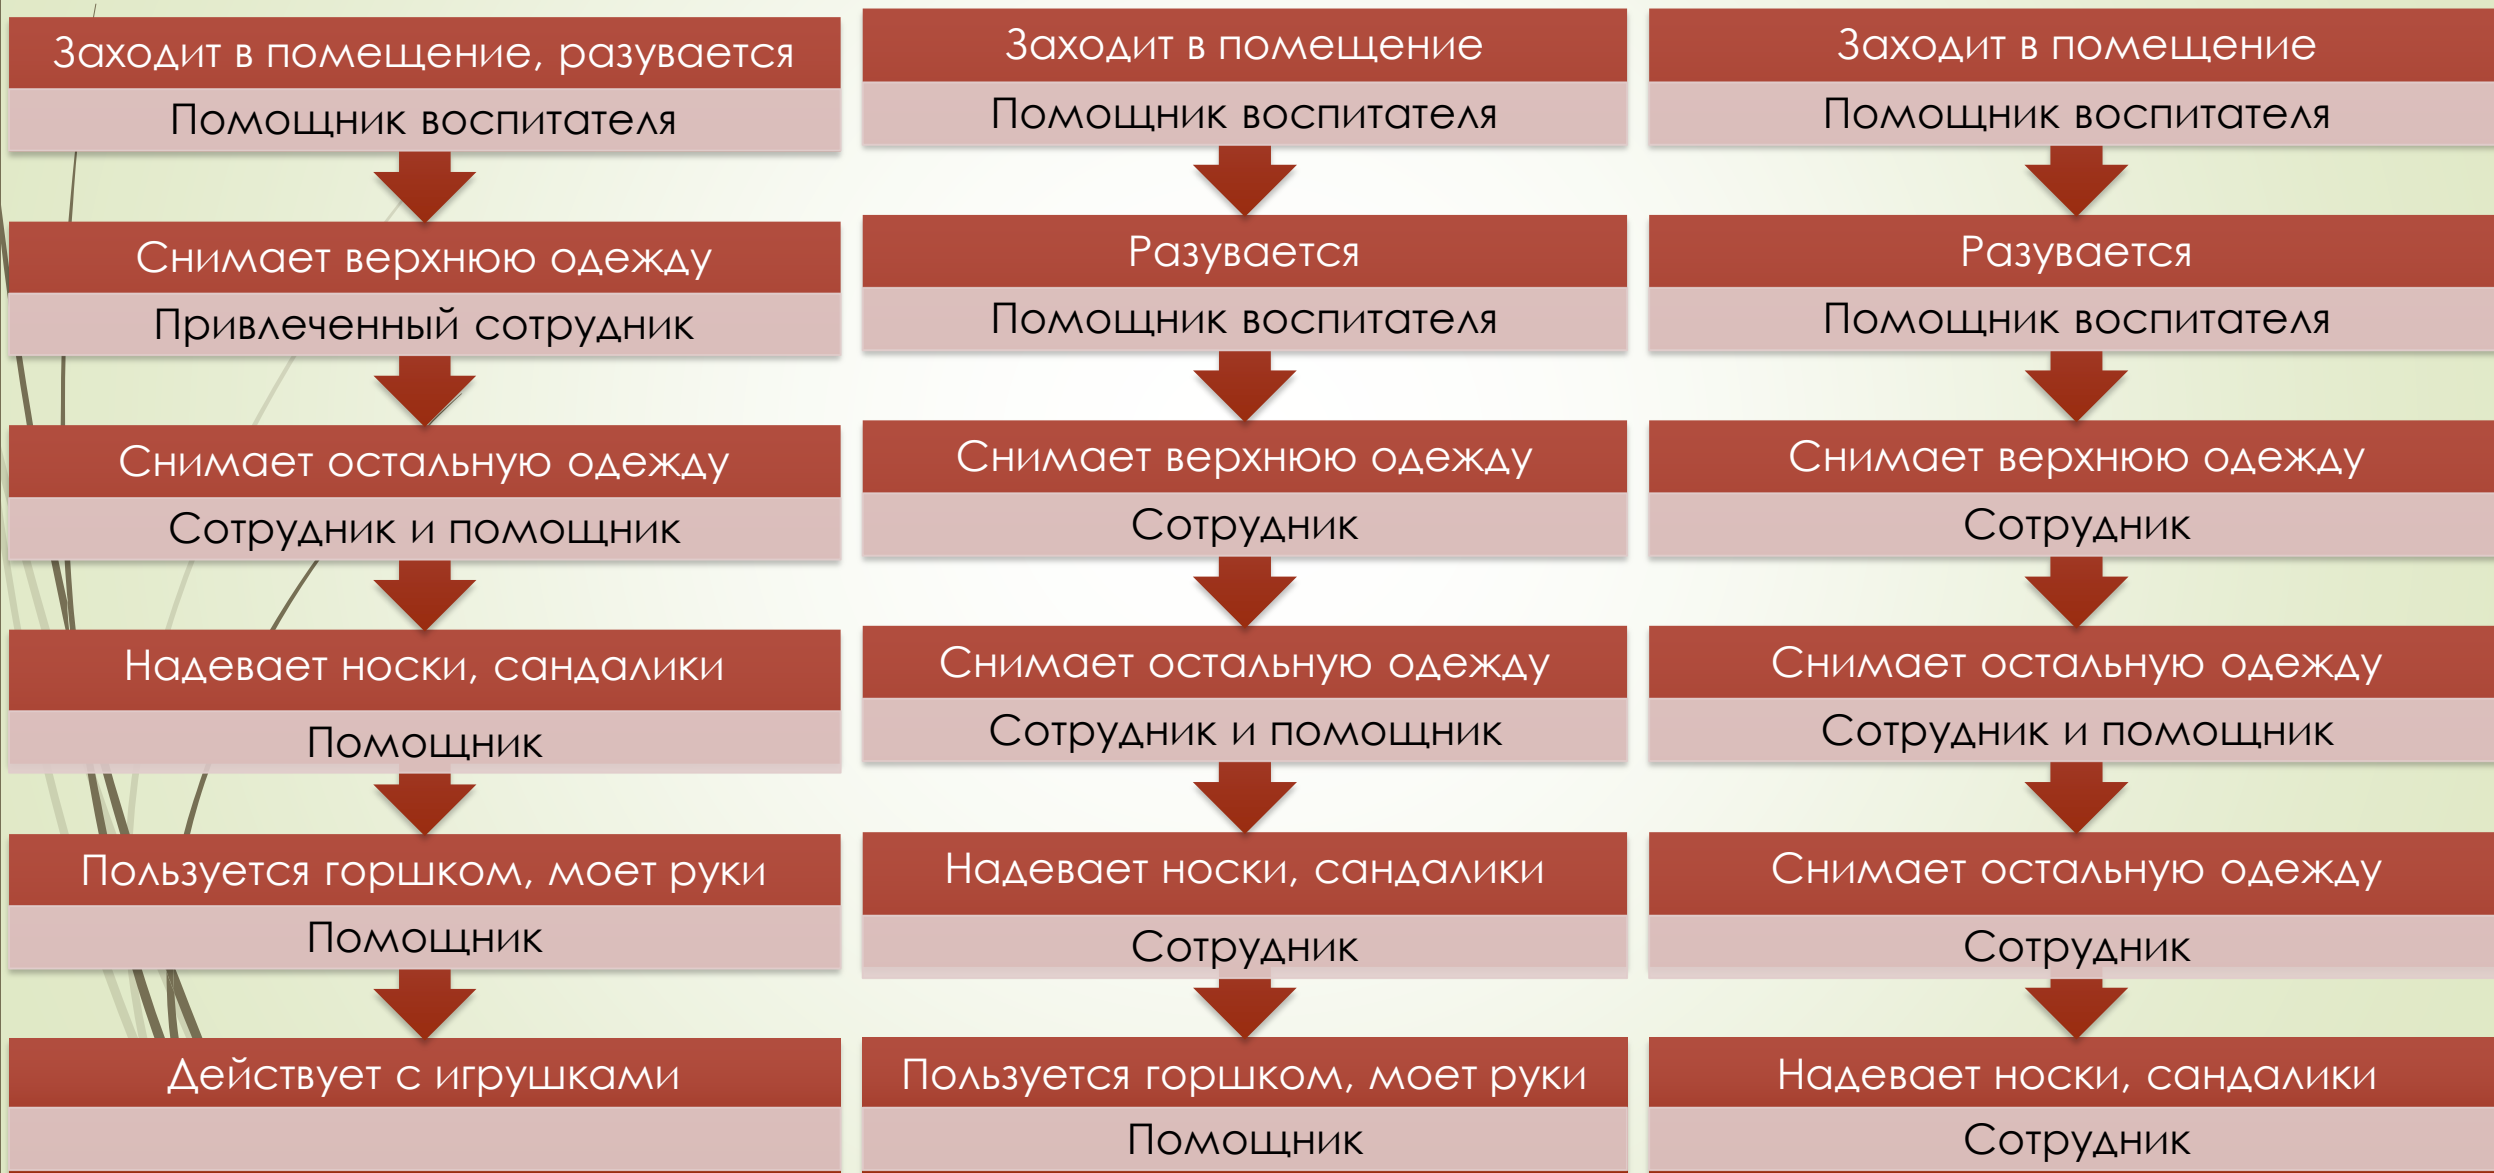 Заходит в помещение, разувается
Помощник воспитателя
Снимает верхнюю одежду
Привлеченный сотрудник
Снимает остальную одежду
Сотрудник и помощник
Надевает носки, сандалики
Помощник
Пользуется горшком, моет руки
Помощник
Действует с игрушками
Заходит в помещение
Помощник воспитателя
Разувается
Помощник воспитателя
Снимает верхнюю одежду
Сотрудник
Снимает остальную одежду
Сотрудник и помощник
Надевает носки, сандалики
Сотрудник
Пользуется горшком, моет руки
Помощник
Заходит в помещение
Помощник воспитателя
Разувается
Помощник воспитателя
Снимает верхнюю одежду
Сотрудник
Снимает остальную одежду
Сотрудник и помощник
Снимает остальную одежду
Сотрудник
Надевает носки, сандалики
Сотрудник